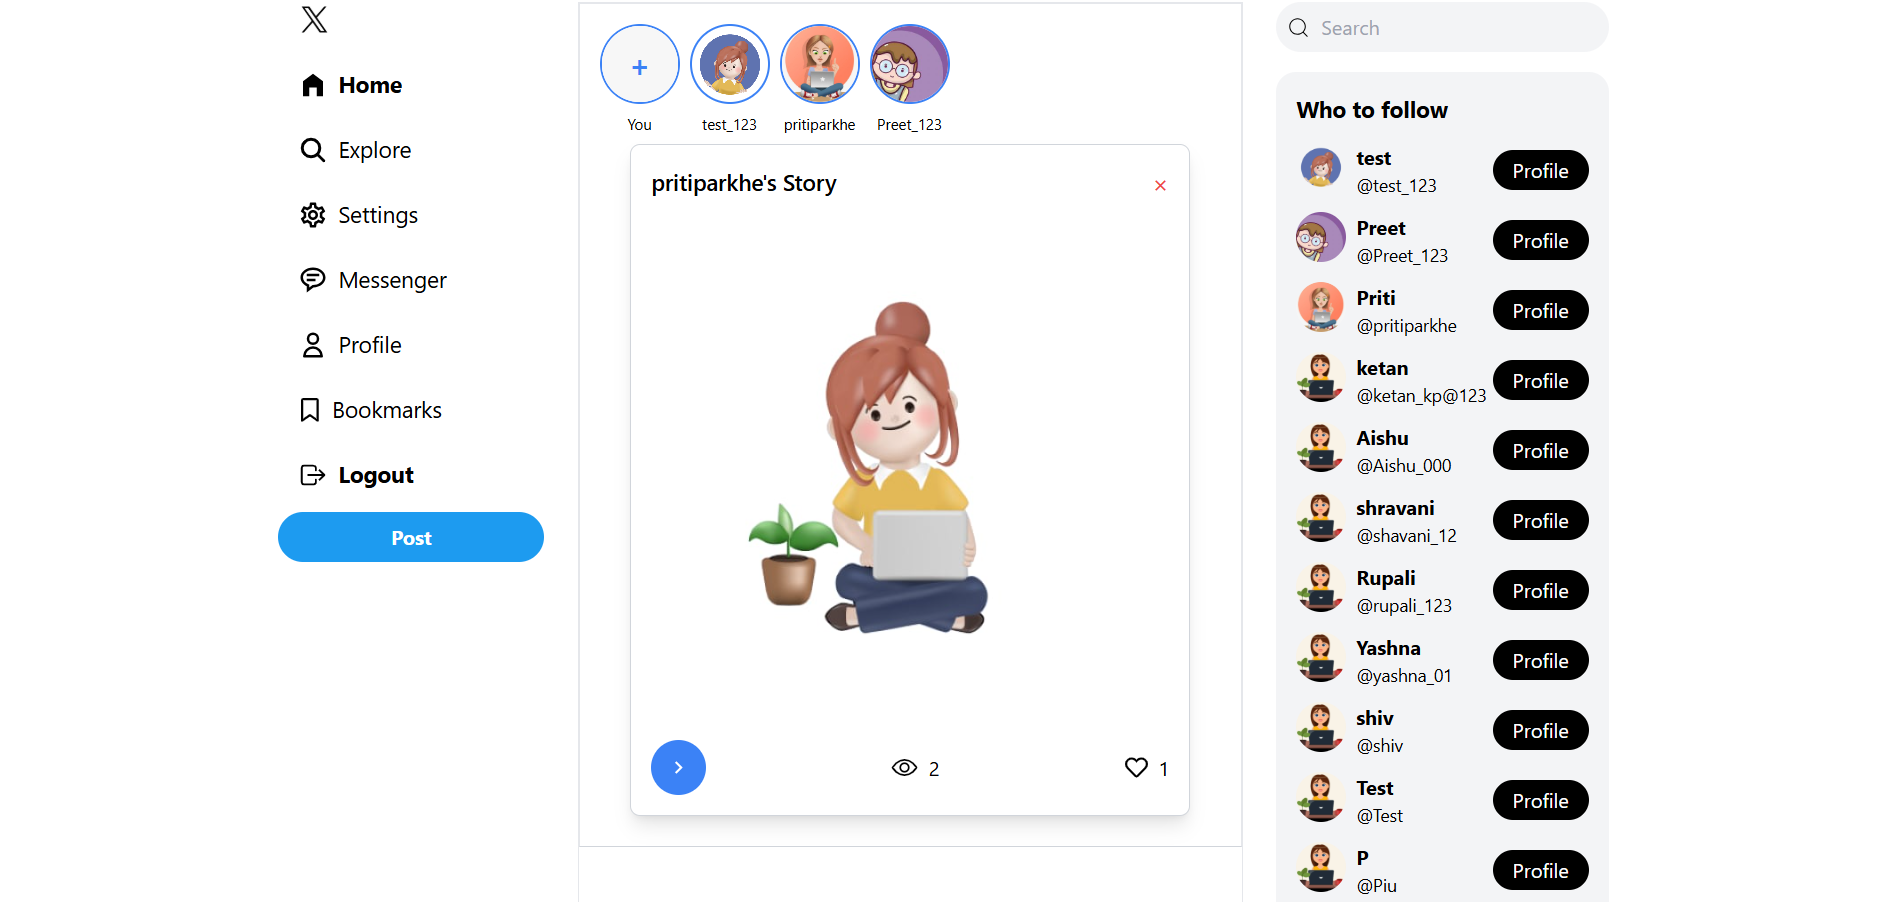 Home
Explore
Settings
Messenger
Profile
Bookmarks
Logout
Post
+
You
test_123
pritiparkhe
Preet_123
pritiparkhe's Story
×
2
1
Search
Who to follow
test
@test_123
Profile
Preet
@Preet_123
Profile
Priti
@pritiparkhe
Profile
ketan
@ketan_kp@123
Profile
Aishu
@Aishu_000
Profile
shravani
@shavani_12
Profile
Rupali
@rupali_123
Profile
Yashna
@yashna_01
Profile
shiv
@shiv
Profile
Test
@Test
Profile
P
@Piu
Profile